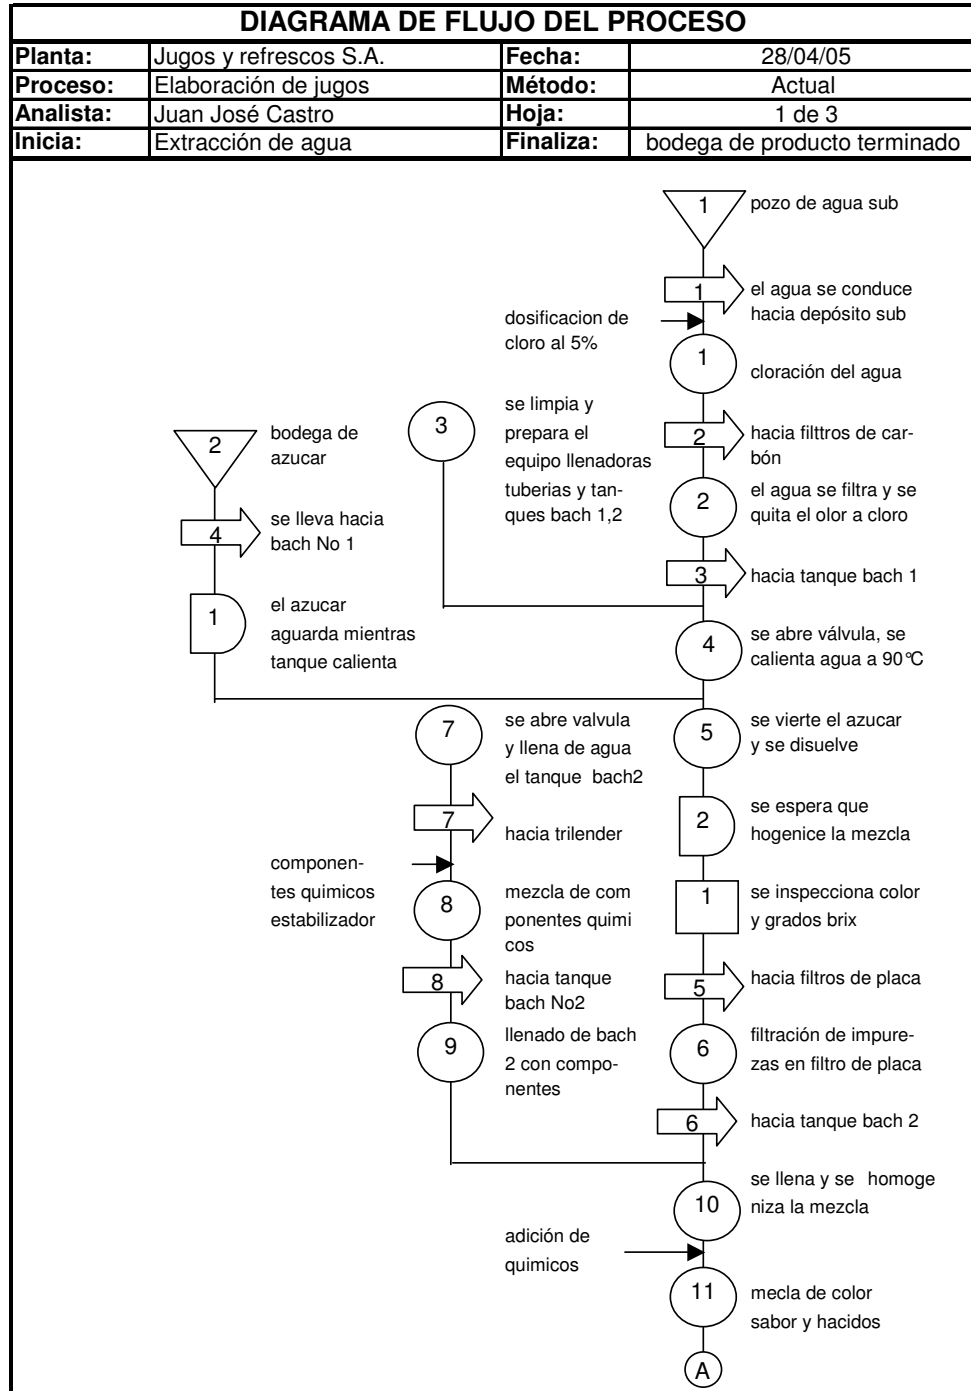 DIAGRAMA DE FLUJO DEL PROCESO
Planta: Jugos y refrescos S.A. Fecha: 28/04/05
Proceso: Elaboración de jugos Método: Actual
Analista: Juan José Castro Hoja: 1 de 3
Inicia: Extracción de agua Finaliza: bodega de producto terminado
1
pozo de agua sub
1
el agua se conduce
hacia depósito sub
dosificacion de
cloro al 5%
1
cloración del agua
2
hacia filttros de car-
bón
2
el agua se filtra y se
quita el olor a cloro
3
hacia tanque bach 1
3
se limpia y
prepara el
equipo llenadoras
tuberias y tan-
ques bach 1,2
2
bodega de
azucar
4
se lleva hacia
bach No 1
1
el azucar
aguarda mientras
tanque calienta
4
se abre válvula, se
calienta agua a 90°C
5
se vierte el azucar
y se disuelve
2
se espera que
hogenice la mezcla
1
se inspecciona color
y grados brix
5
hacia filtros de placa
6
filtración de impure-
zas en filtro de placa
6
hacia tanque bach 2
7
se abre valvula
y llena de agua
el tanque bach2
7
hacia trilender
componen-
tes quimicos
estabilizador
8
mezcla de com
ponentes quimi
cos
8
hacia tanque
bach No2
9
llenado de bach
2 con compo-
nentes
10
se llena y se homoge
niza la mezcla
adición de
quimicos
11
mecla de color
sabor y hacidos
A